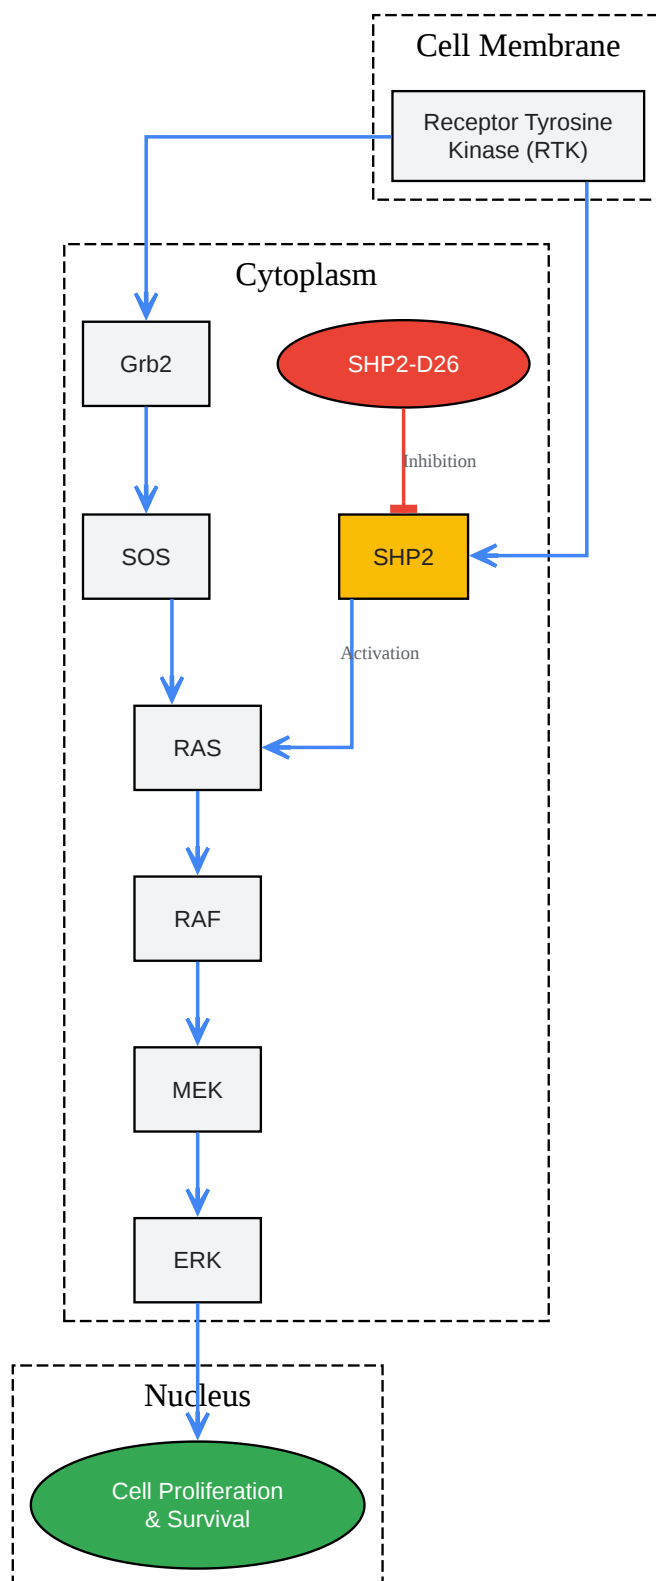 Cell Membrane
Receptor Tyrosine
Kinase (RTK)
Cytoplasm
Grb2
SHP2-D26
Inhibition
SOS
SHP2
Activation
RAS
RAF
MEK
ERK
Nucleus
Cell Proliferation
& Survival